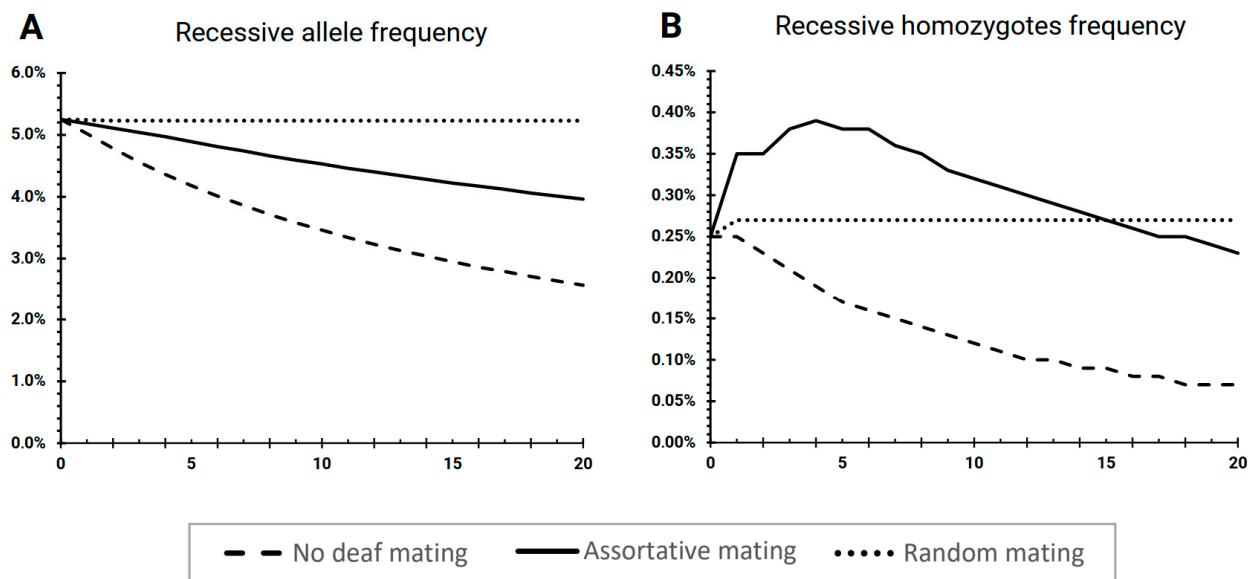 A
Recessive allele frequency
6.0%
5.0%
4.0%
3.0%
2.0%
1.0%
0.0%
0 5 10 15 20
B
Recessive homozygotes frequency
0.45%
0.40%
0.35%
0.30%
0.25%
0.20%
0.15%
0.10%
0.05%
0.00%
0 5 10 15 20
No deaf mating Assortative mating Random mating